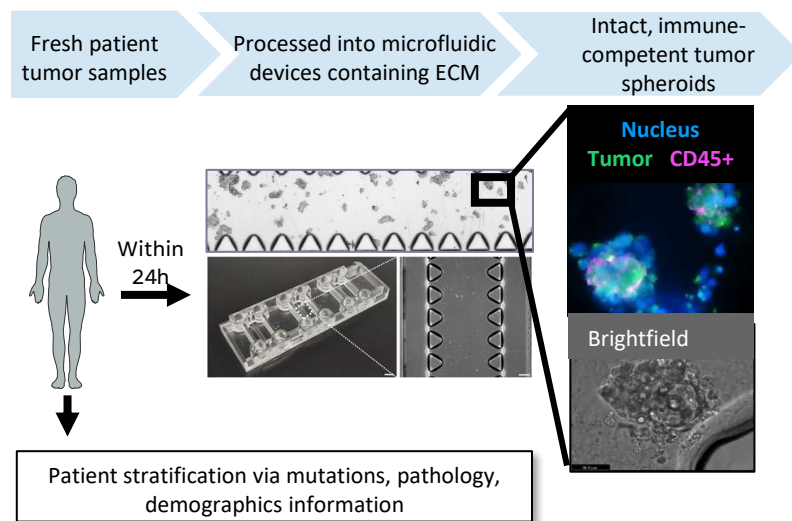 Fresh patient
tumor samples
Processed into microfluidic
devices containing ECM
Intact, immune-
competent tumor
spheroids
Nucleus
Tumor CD45+
Within
24h
Brightfield
Patient stratification via mutations, pathology,
demographics information